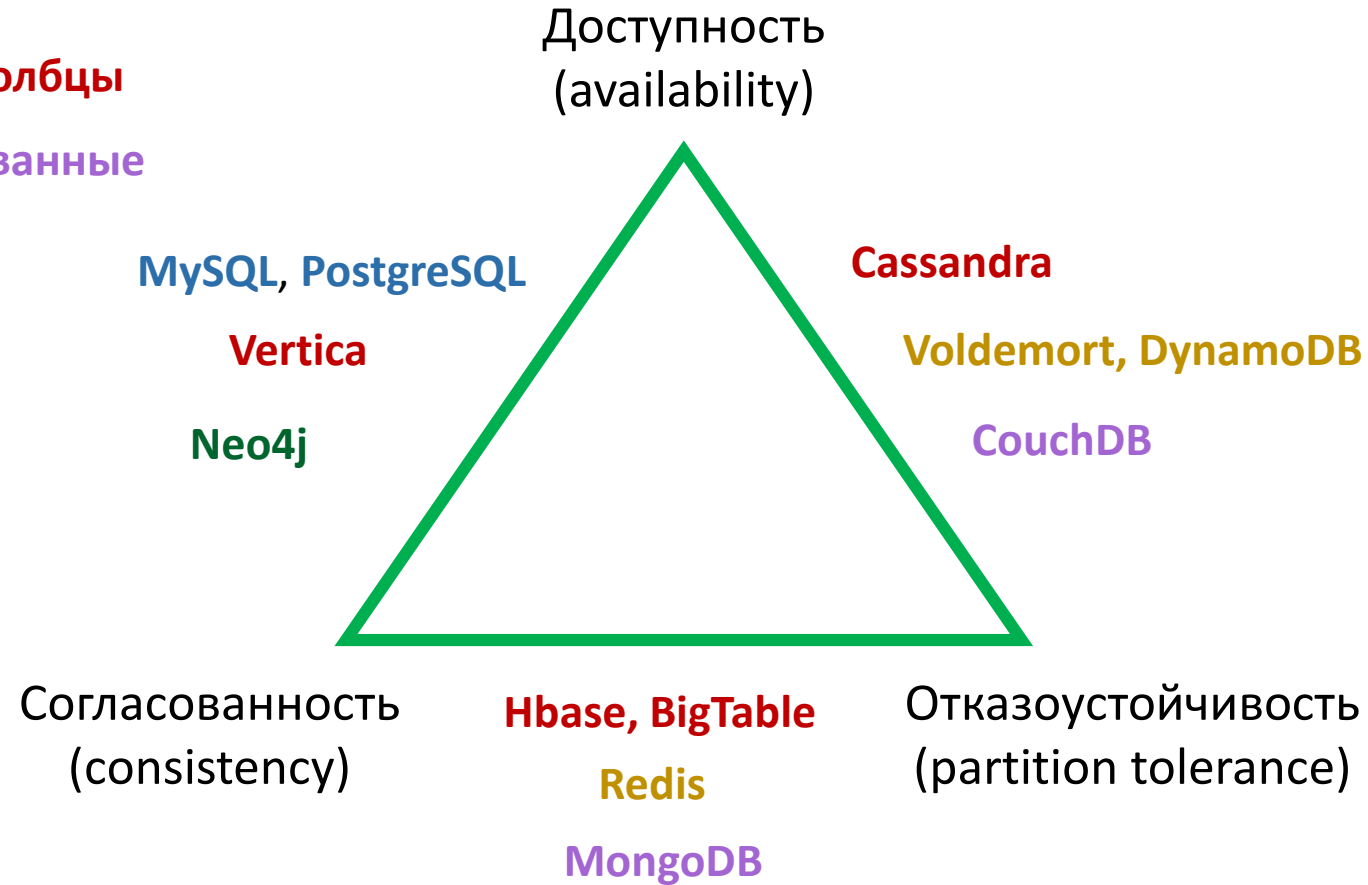 Доступность
(availability)
олбцы
ванные
MySQL, PostgreSQL
Cassandra
Vertica
Voldemort, DynamoDB
Neo4j
CouchDB
Согласованность
(consistency)
Hbase, BigTable
Redis
MongoDB
Отказоустойчивость
(partition tolerance)